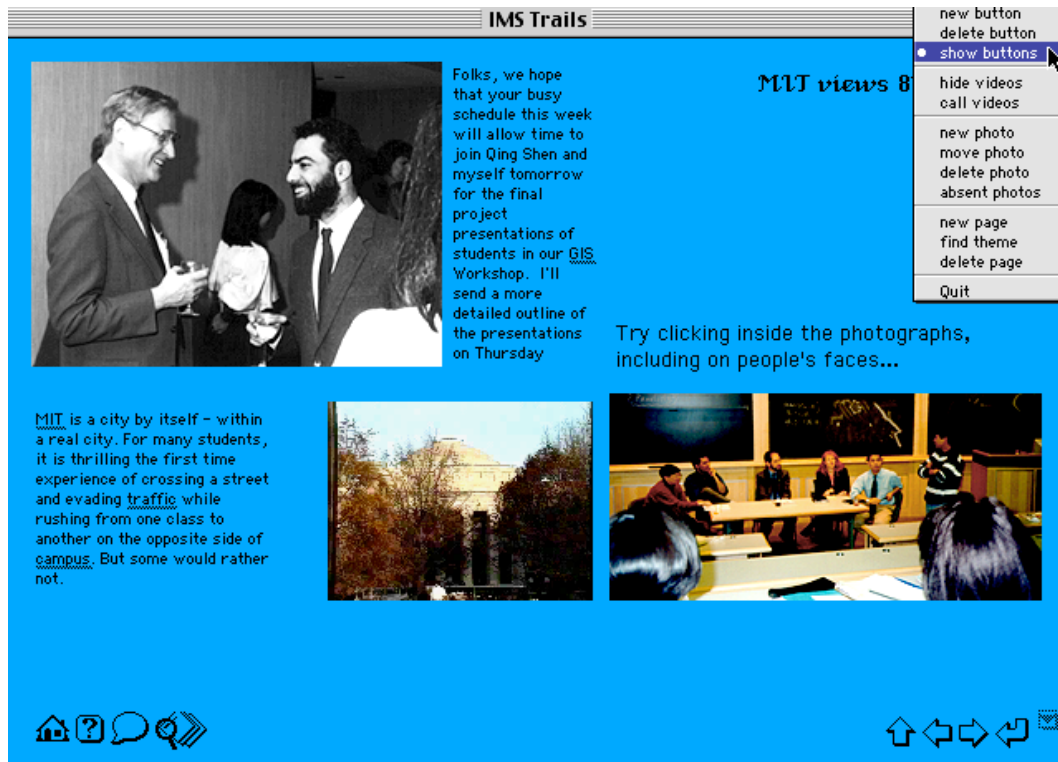 IMS Trails
Folks, we hope
that your busy
schedule this week
will allow time to
join Qing Shen and
myself tomorrow
for the final
project
presentations of
students in our GIS
Workshop. I'll
send a more
detailed outline of
the presentations
on Thursday
MIT views 8
new button
delete button
show buttons
hide videos
call videos
new photo
move photo
delete photo
absent photos
new page
find theme
delete page
Quit
Try clicking inside the photographs,
including on people's faces...
MIT is a city by itself - within
a real city. For many students,
it is thrilling the first time
experience of crossing a street
and evading traffic while
rushing from one class to
another on the opposite side of
campus. But some would rather
not.
?